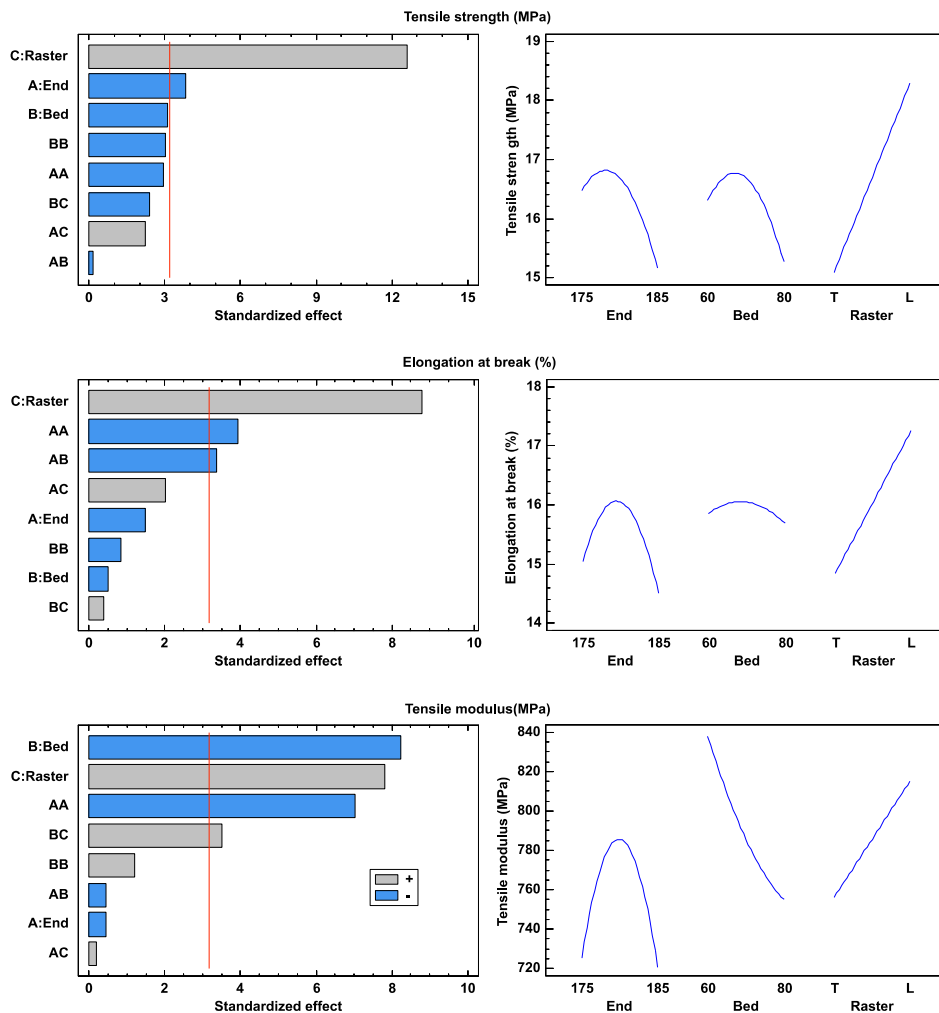 Tensile strength (MPa)
C:Raster
A:End
B:Bed
BB
AA
BC
AC
AB
0 3 6 9 12 15
Standardized effect
Tensile stren gth (MPa)
19
18
17
16
15
175 185 60 80 T L
End Bed Raster
Elongation at break (%)
C:Raster
AA
AB
AC
A:End
BB
B:Bed
BC
0 2 4 6 8 10
Standardized effect
Elongation at break (%)
18
17
16
15
14
175 185 60 80 T L
End Bed Raster
Tensile modulus(MPa)
B:Bed
C:Raster
AA
BC
BB
AB
A:End
AC
+
-
0 2 4 6 8 10
Standardized effect
Tensile modulus (MPa)
840
820
800
780
760
740
720
175 185 60 80 T L
End Bed Raster